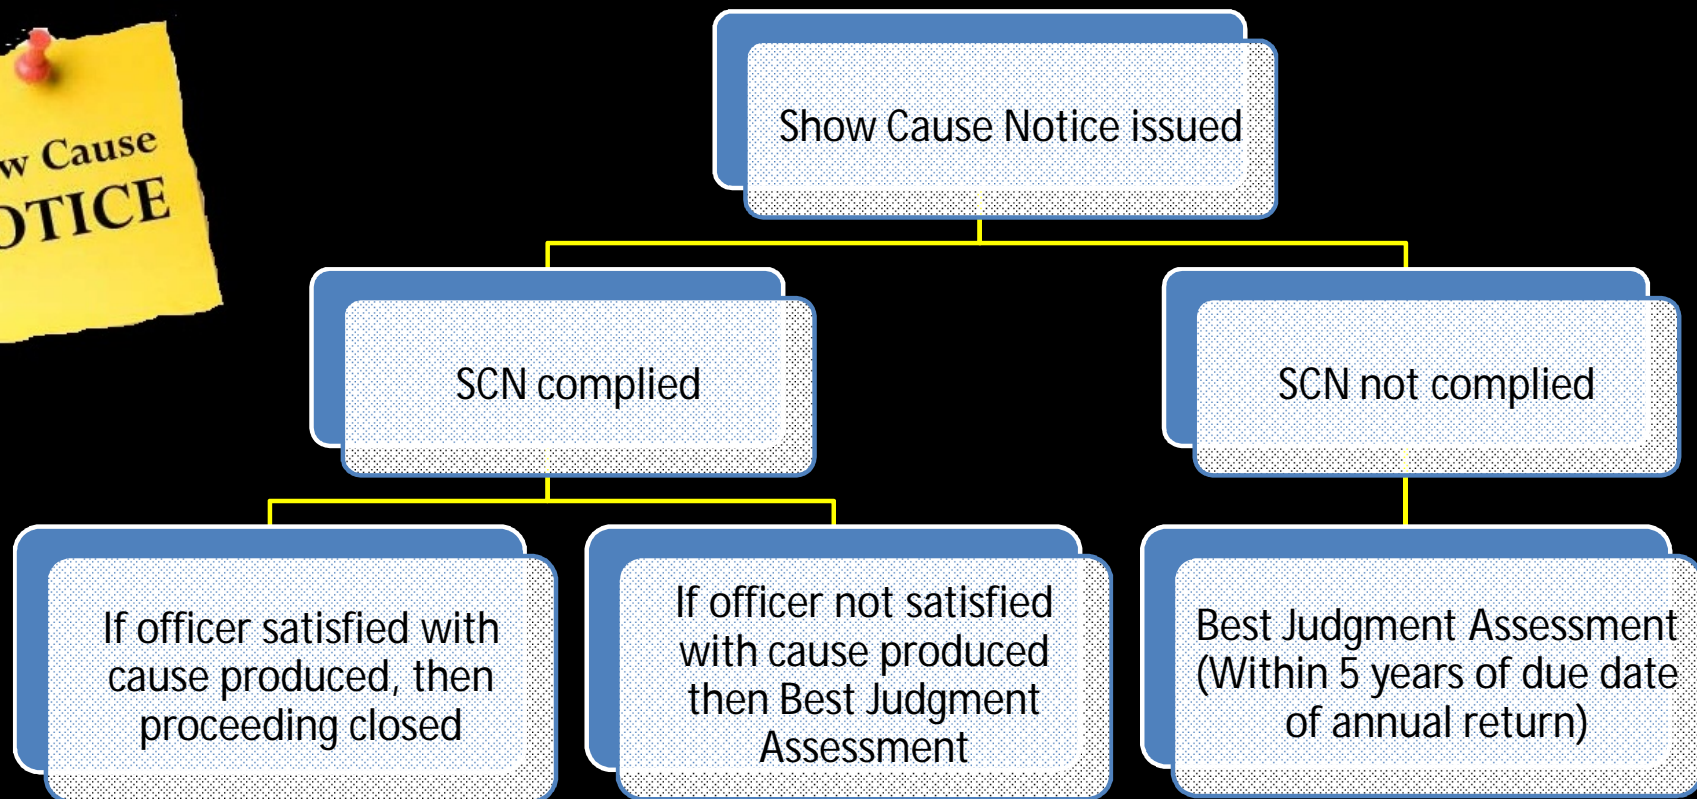 w Cause
OTICE
Show Cause Notice issued
SCN complied
SCN not complied
If officer satisfied with
cause produced, then
proceeding closed
If officer not satisfied
with cause produced
then Best Judgment
Assessment
Best Judgment Assessment
(Within 5 years of due date
of annual return)